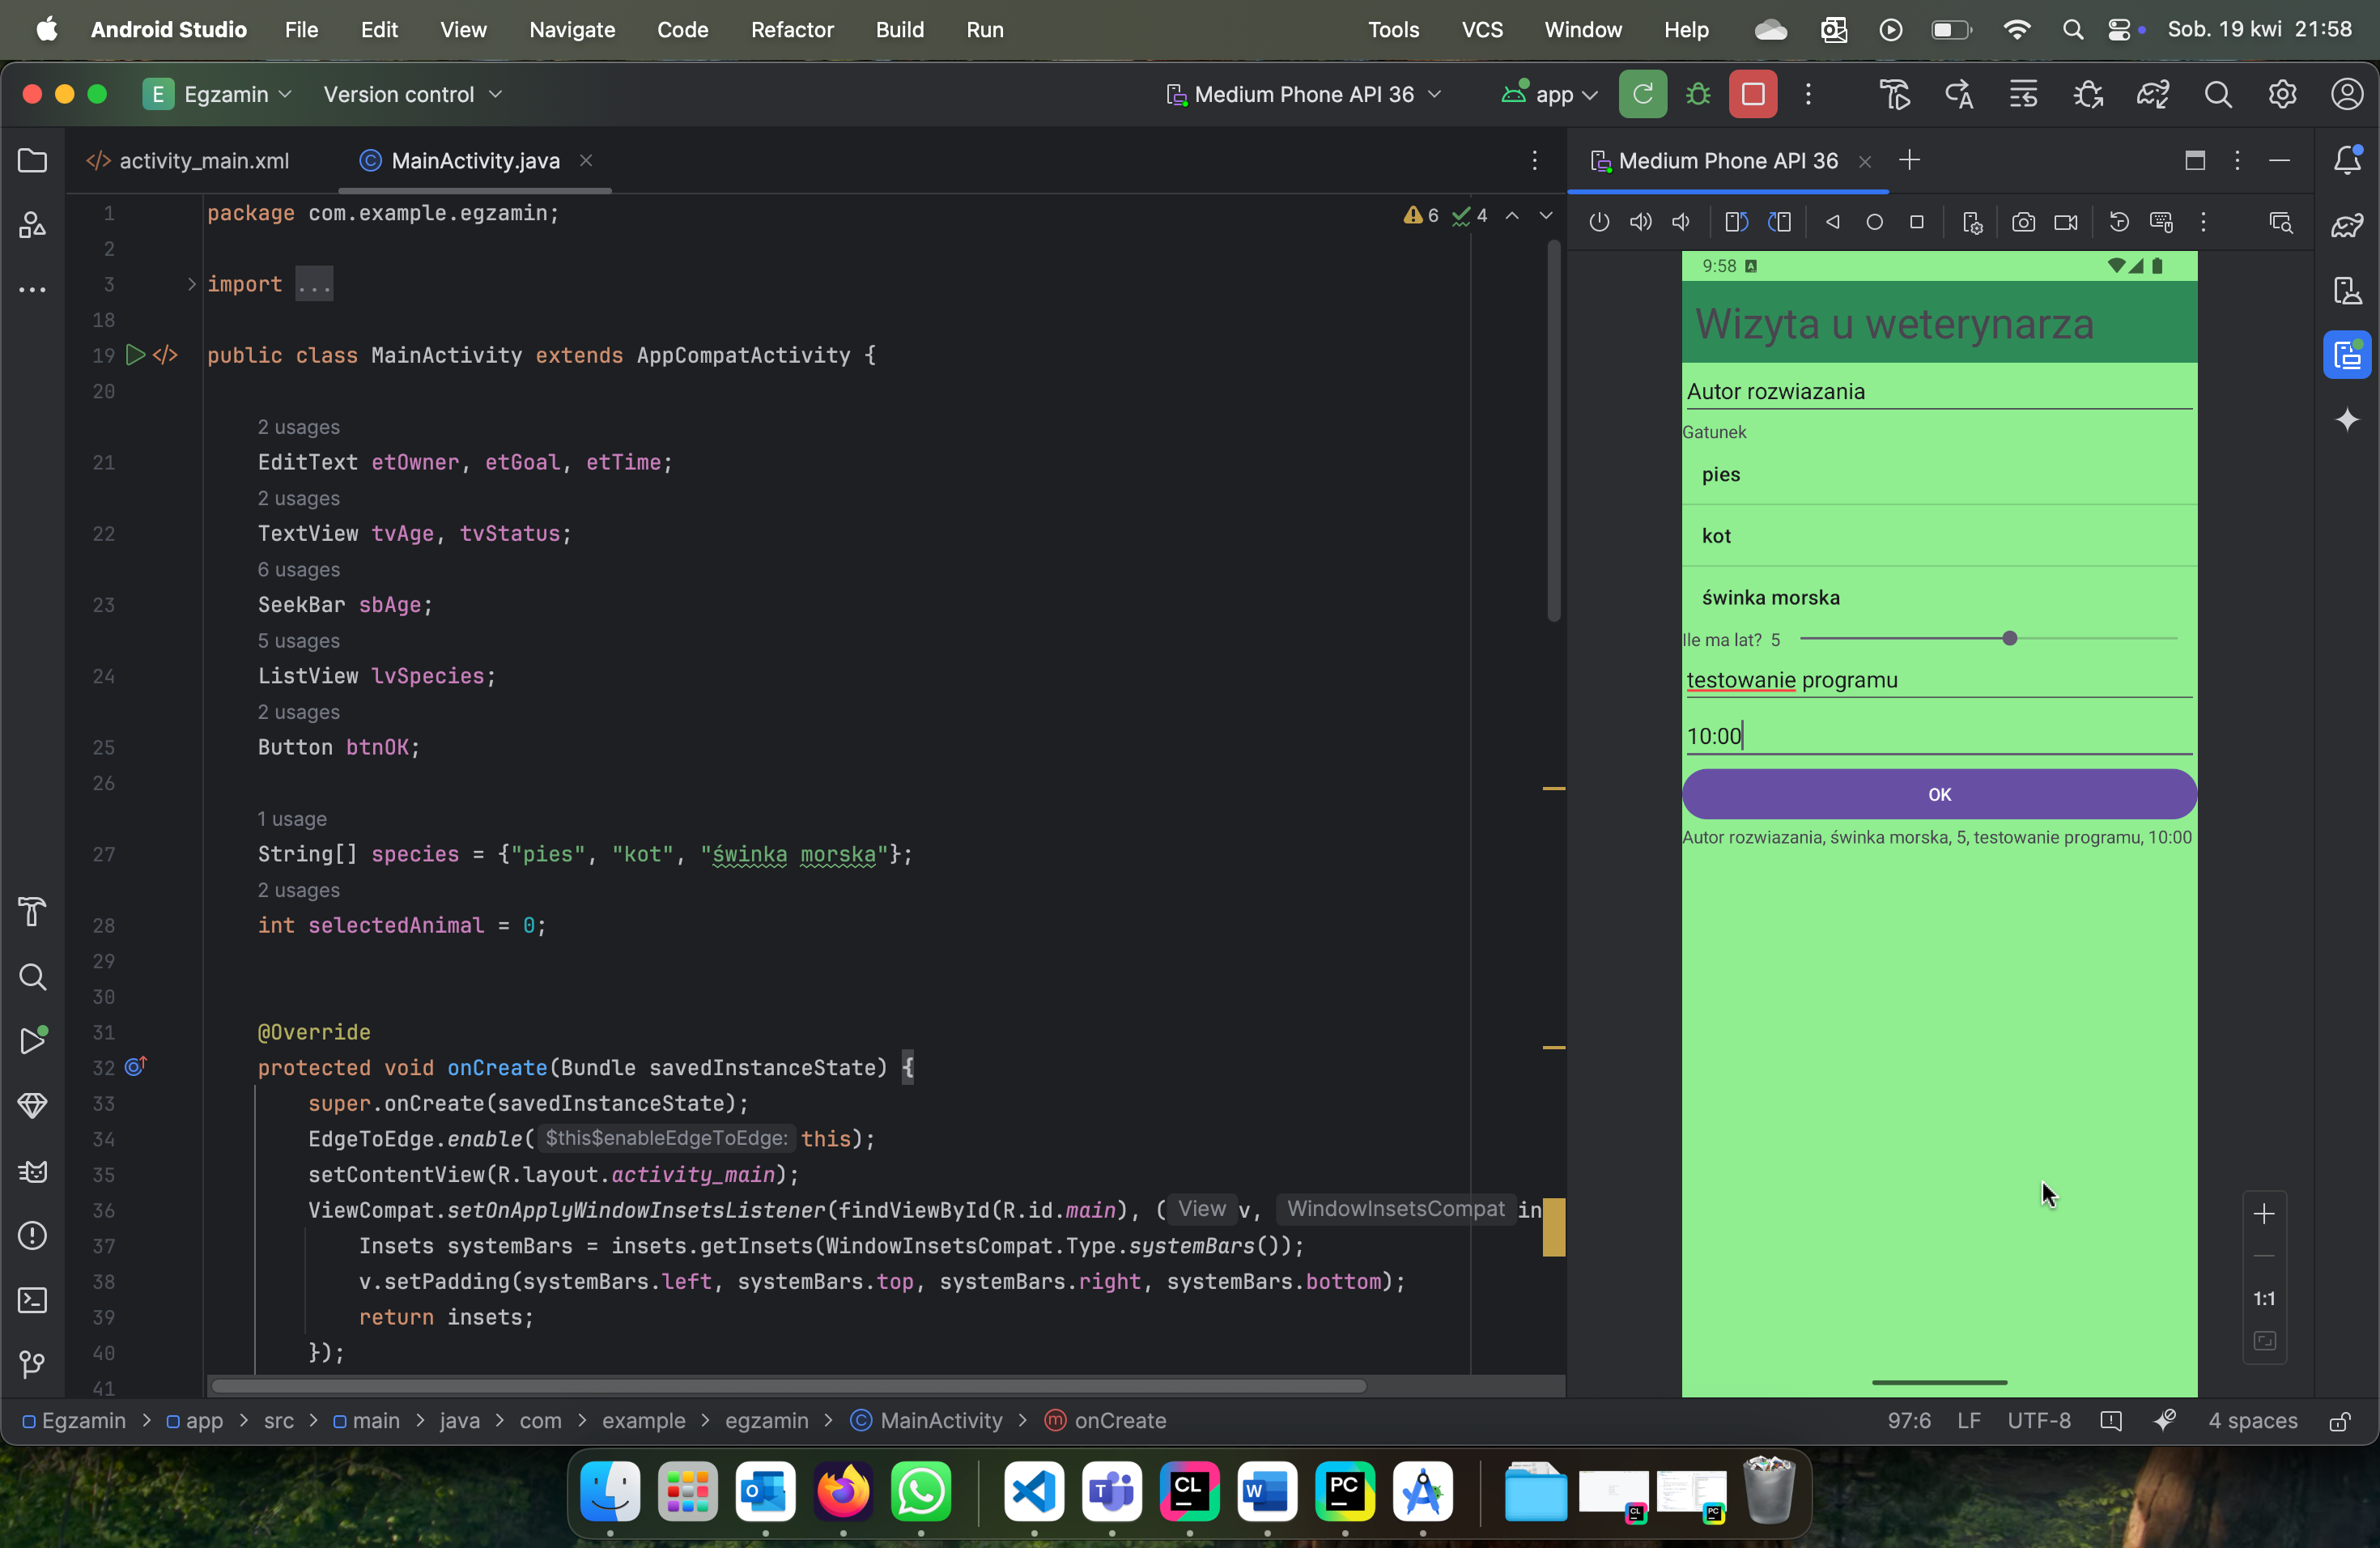 Android Studio File Edit View Navigate Code Refactor Build Run Tools VCS Window Help Sob. 19 kwi 21:58
E Egzamin Version control Medium Phone API 36 app
activity_main.xml MainActivity.java Medium Phone API 36
6 4
1 package com.example.egzamin;
2
3 import ...
18
19 public class MainActivity extends AppCompatActivity {
20
2 usages
21 EditText etOwner, etGoal, etTime;
2 usages
22 TextView tvAge, tvStatus;
6 usages
23 SeekBar sbAge;
5 usages
24 ListView lvSpecies;
2 usages
25 Button btnOK;
26
1 usage
27 String[] species = {"pies", "kot", "świnka morska"};
2 usages
28 int selectedAnimal = 0;
29
30
31 @Override
32 protected void onCreate(Bundle savedInstanceState) {
33 super.onCreate(savedInstanceState);
34 EdgeToEdge.enable( $this$enableEdgeToEdge: this);
35 setContentView(R.layout.activity_main);
36 ViewCompat.setOnApplyWindowInsetsListener(findViewById(R.id.main), ( View v, WindowInsetsCompat in
37 Insets systemBars = insets.getInsets(WindowInsetsCompat.Type.systemBars());
38 v.setPadding(systemBars.left, systemBars.top, systemBars.right, systemBars.bottom);
39 return insets;
40 });
41
9:58
Wizyta u weterynarza
Autor rozwiazania
Gatunek
pies
kot
świnka morska
Ile ma lat? 5
testowanie programu
10:00
OK
Autor rozwiazania, świnka morska, 5, testowanie programu, 10:00
1:1
Egzamin app src main java com example egzamin MainActivity onCreate 97:6 LF UTF-8 4 spaces
CL
PC